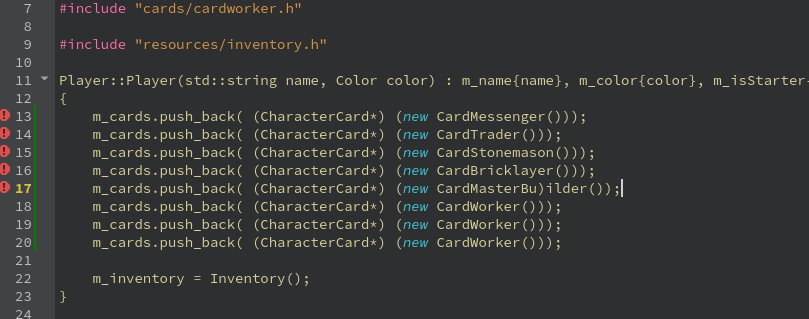 7 #include "cards/cardworker.h"
8
9 #include "resources/inventory.h"
10
11 Player::Player(std::string name, Color color) : m_name{name}, m_color{color}, m_isStarter
12 {
13 m_cards.push_back( (CharacterCard*) (new CardMessenger()));
14 m_cards.push_back( (CharacterCard*) (new CardTrader()));
15 m_cards.push_back( (CharacterCard*) (new CardStonemason()));
16 m_cards.push_back( (CharacterCard*) (new CardBricklayer()));
17 m_cards.push_back( (CharacterCard*) (new CardMasterBu)ilder());
18 m_cards.push_back( (CharacterCard*) (new CardWorker()));
19 m_cards.push_back( (CharacterCard*) (new CardWorker()));
20 m_cards.push_back( (CharacterCard*) (new CardWorker()));
21
22 m_inventory = Inventory();
23 }
24